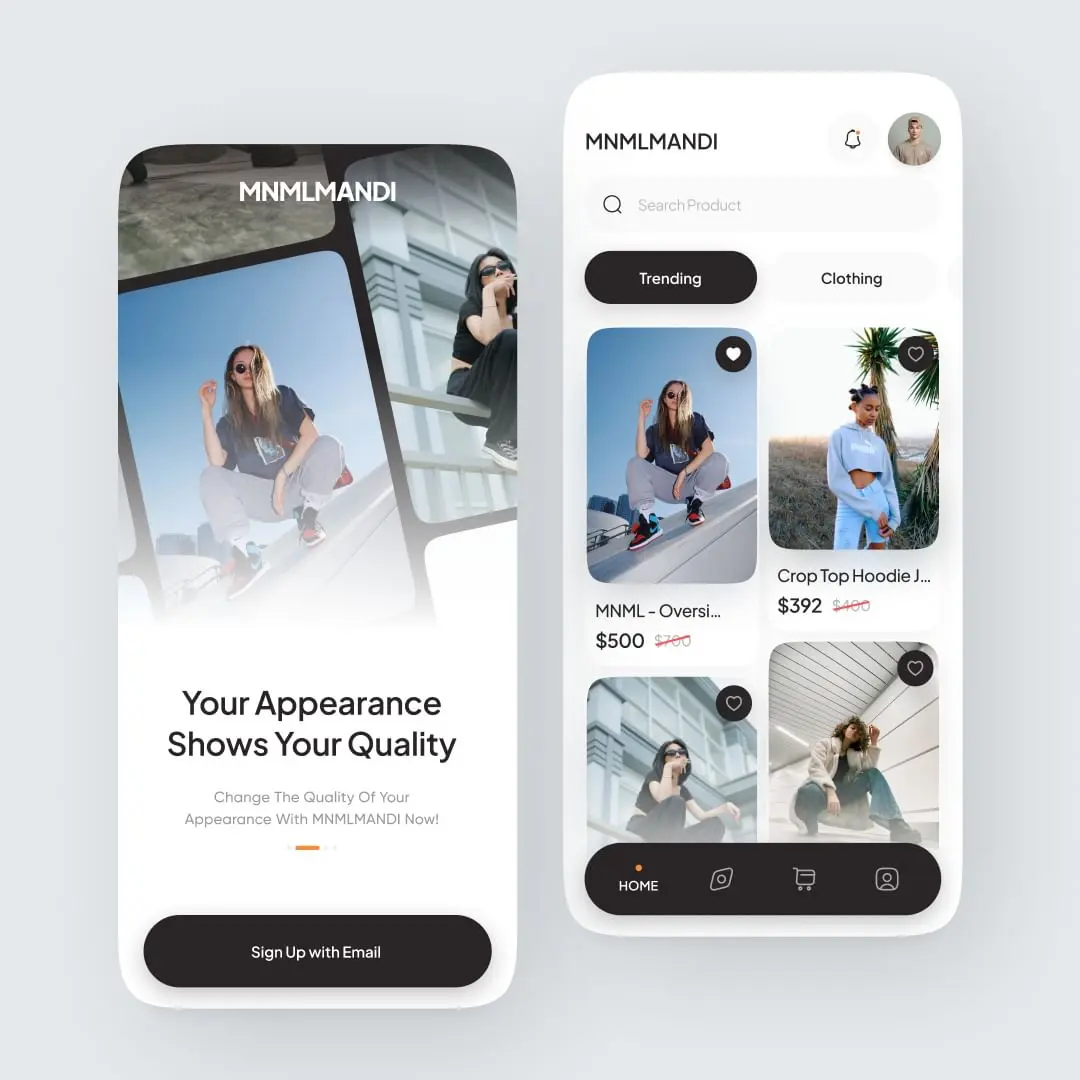 MNMLMANDI
Your Appearance
Shows Your Quality
Change The Quality Of Your
Appearance With MNMLMANDI Now!
Sign Up with Email
MNMLMANDI
Search Product
Trending
Clothing
MNML - Oversi...
$500 $700
Crop Top Hoodie J...
$392 $400
HOME